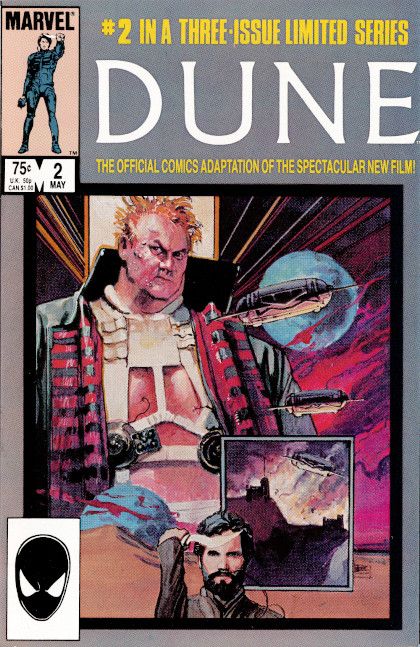 MARVEL®
TM
75¢
U.K. 50p
CAN $1.00
2
MAY
#2 IN A THREE-ISSUE LIMITED SERIES
DUNE
THE OFFICIAL COMICS ADAPTATION OF THE SPECTACULAR NEW FILM!